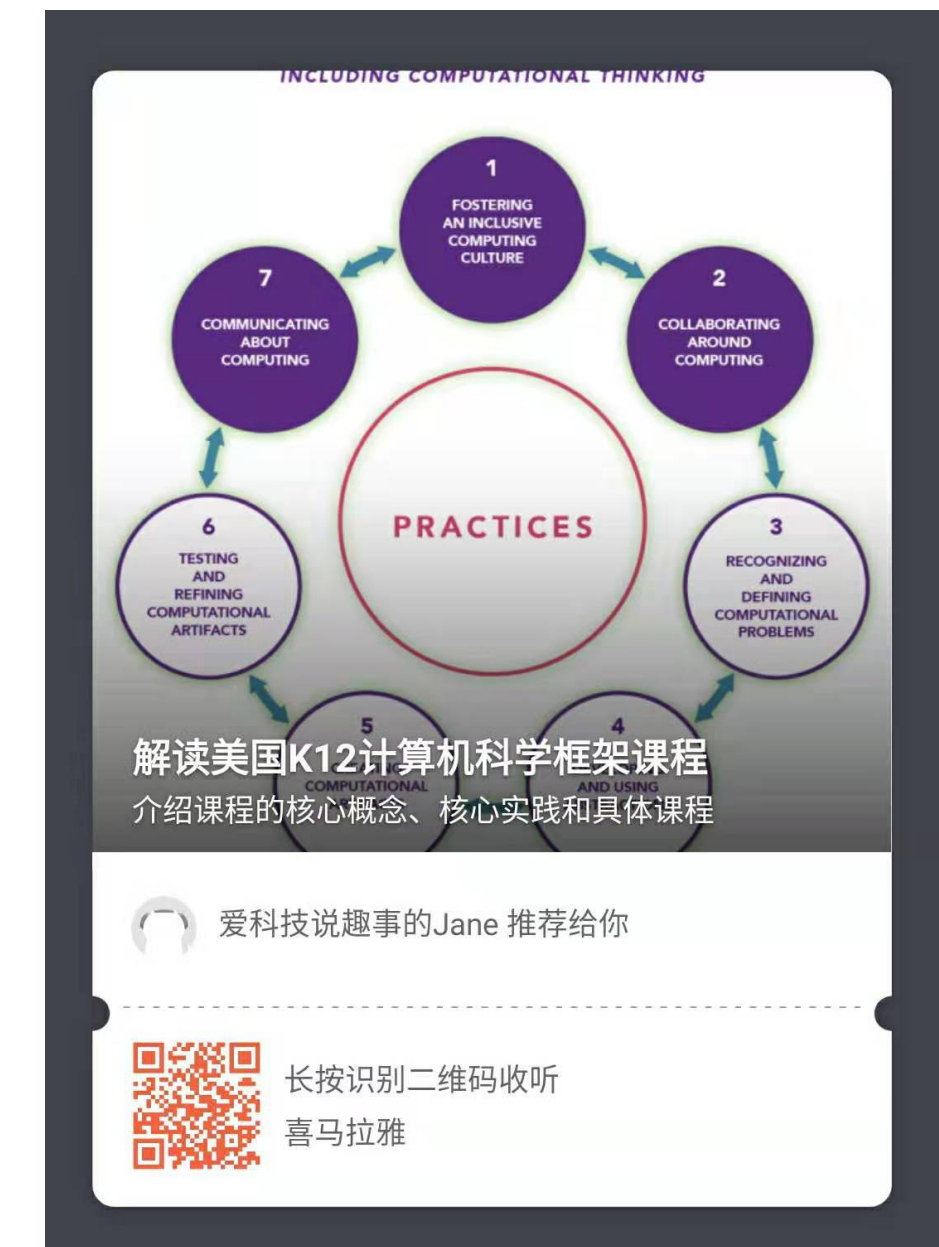 INCLUDING COMPUTATIONAL THINKING
1
FOSTERING
AN INCLUSIVE
COMPUTING
CULTURE
2
COLLABORATING
AROUND
COMPUTING
7
COMMUNICATING
ABOUT
COMPUTING
PRACTICES
3
RECOGNIZING
AND
DEFINING
COMPUTATIONAL
PROBLEMS
6
TESTING
AND
REFINING
COMPUTATIONAL
ARTIFACTS
5
COMPUTATIONAL
4
AND USING
解读美国K12计算机科学框架课程
介绍课程的核心概念、核心实践和具体课程
爱科技说趣事的Jane 推荐给你
长按识别二维码收听
喜马拉雅